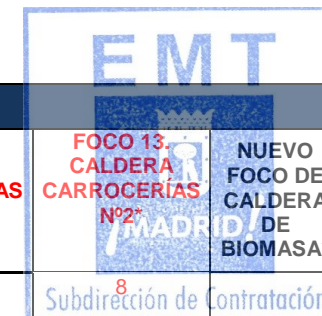 EMT
FOCO 13.
CALDERA
CARROCERÍAS
Nº2*
NUEVO
FOCO DE
CALDERA
DE
BIOMASA
AS
¡MADRID!
8
Subdirección de Contratación